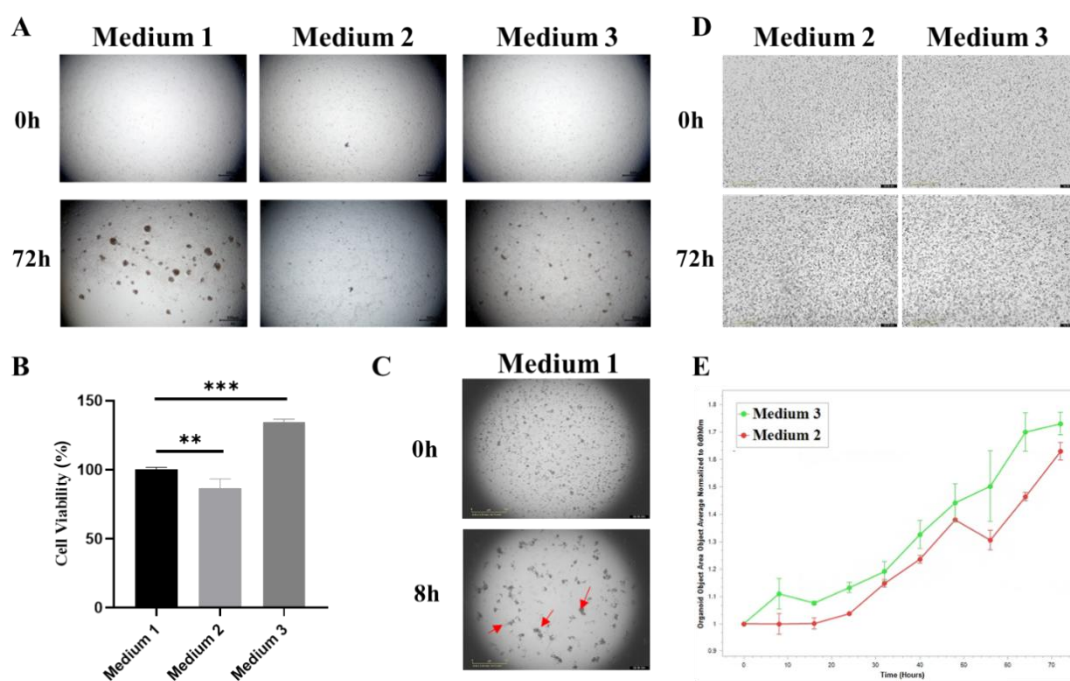 A
Medium 1
Medium 2
Medium 3
0h
72h
B
Cell Viability (%)
150
100
50
0
***
**
Medium 1
Medium 2
Medium 3
C
Medium 1
0h
8h
D
Medium 2
Medium 3
0h
72h
E
Organoid Object Area Object Average Normalized to 0d0h0m
1.8
1.7
1.6
1.5
1.4
1.3
1.2
1.1
1
0.9
Medium 3
Medium 2
0
10
20
30
40
50
60
70
Time (Hours)